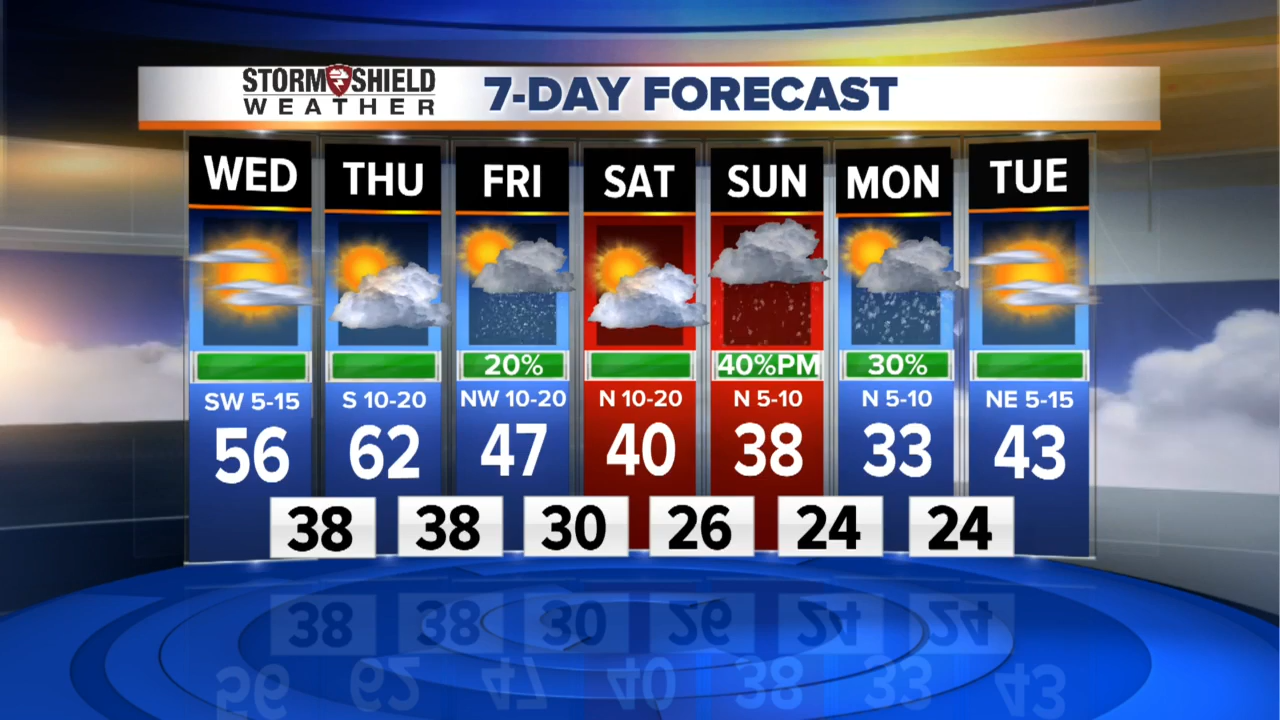 STORM SHIELD
WEATHER
7-DAY FORECAST
WED THU FRI SAT SUN MON TUE
20% 40%PM 30%
SW 5-15 S 10-20 NW 10-20 N 10-20 N 5-10 N 5-10 NE 5-15
56 62 47 40 38 33 43
38 38 30 26 24 24